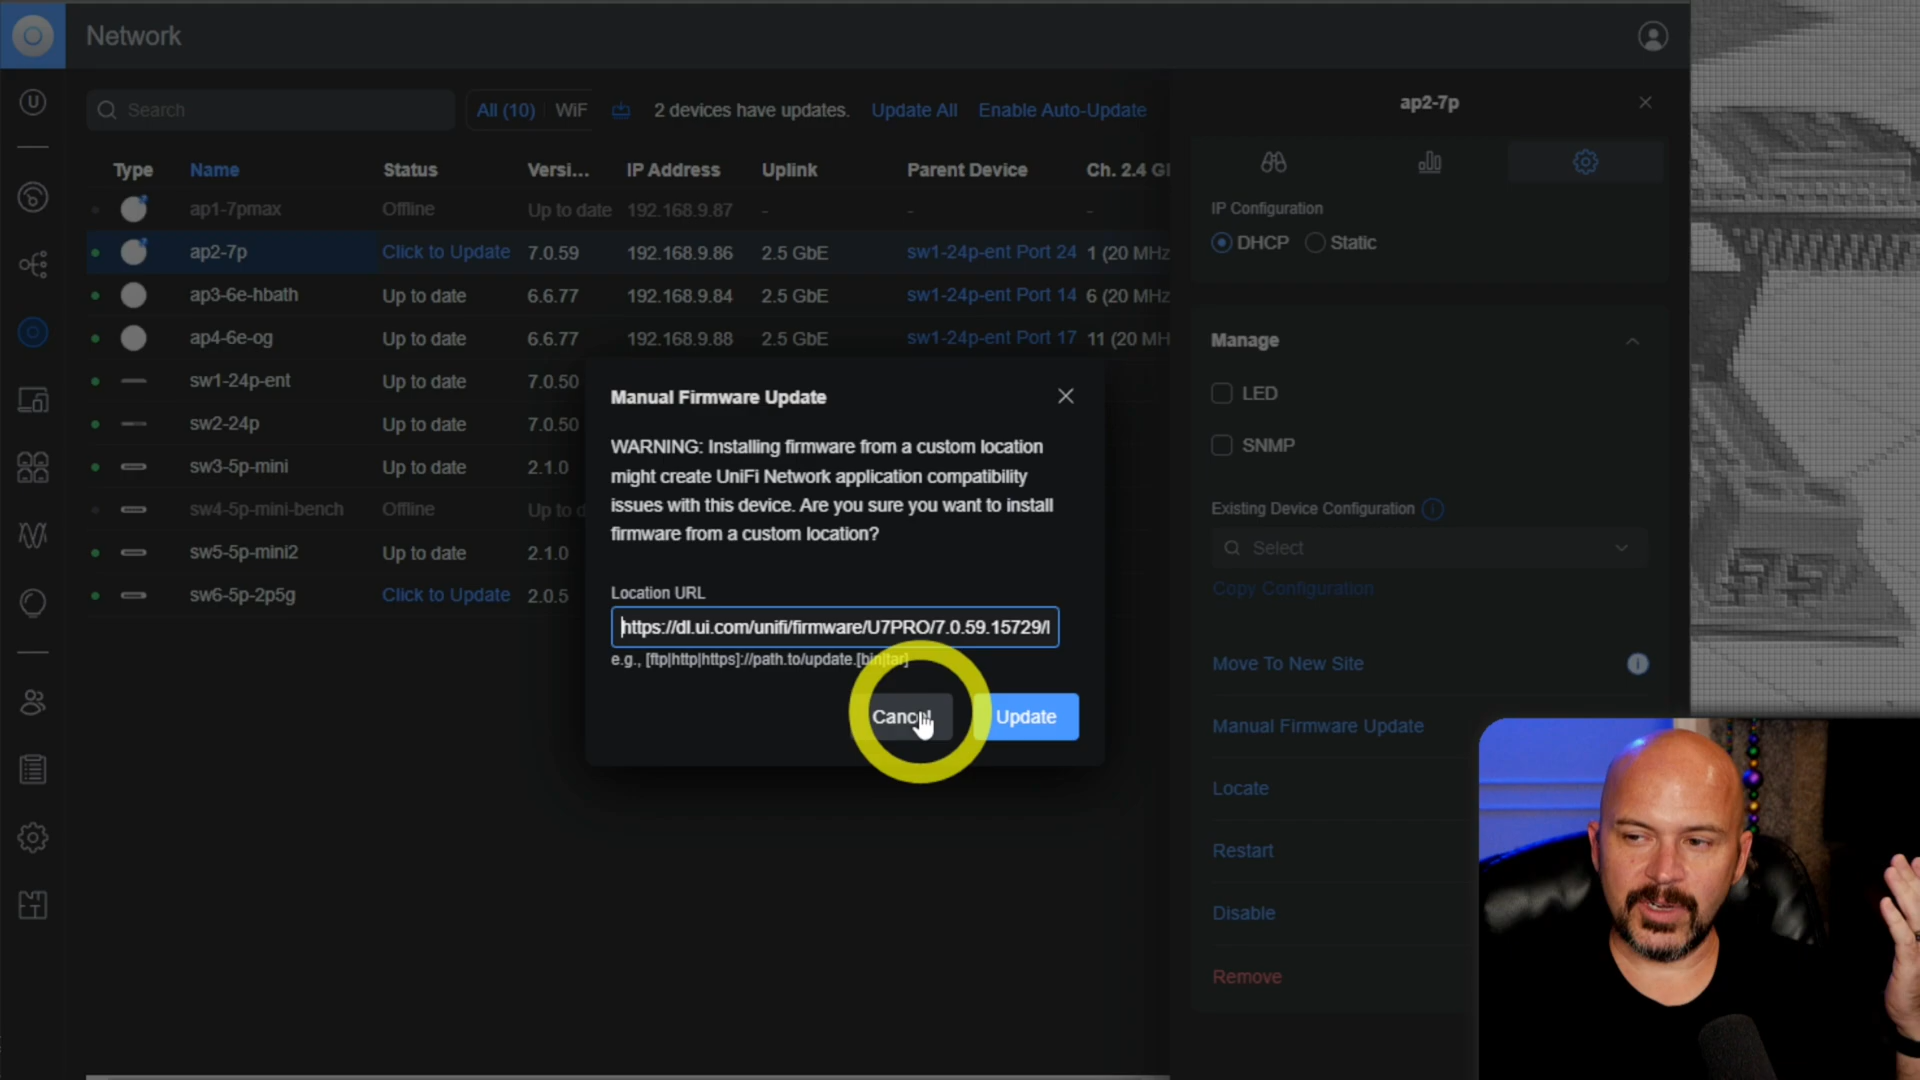 Network
Search
All (10)
WiF
2 devices have updates.
Update All
Enable Auto-Update
Type Name Status Versi... IP Address Uplink Parent Device Ch. 2.4 G
ap1-7pmax Offline Up to date 192.168.9.87 - - -
ap2-7p Click to Update 7.0.59 192.168.9.86 2.5 GbE sw1-24p-ent Port 24 1 (20 MHz
ap3-6e-hbath Up to date 6.6.77 192.168.9.84 2.5 GbE sw1-24p-ent Port 14 6 (20 MHz
ap4-6e-og Up to date 6.6.77 192.168.9.88 2.5 GbE sw1-24p-ent Port 17 11 (20 MH
sw1-24p-ent Up to date 7.0.50
sw2-24p Up to date 7.0.50
sw3-5p-mini Up to date 2.1.0
sw4-5p-mini-bench Offline Up to d
sw5-5p-mini2 Up to date 2.1.0
sw6-5p-2p5g Click to Update 2.0.5
Manual Firmware Update
WARNING: Installing firmware from a custom location
might create UniFi Network application compatibility
issues with this device. Are you sure you want to install
firmware from a custom location?
Location URL
https://dl.ui.com/unifi/firmware/U7PRO/7.0.59.15729/
e.g., [ftp|http|https]://path.to/update.[bin|tar]
Cancel
Update
ap2-7p
IP Configuration
DHCP
Static
Manage
LED
SNMP
Existing Device Configuration
Select
Copy Configuration
Move To New Site
Manual Firmware Update
Locate
Restart
Disable
Remove